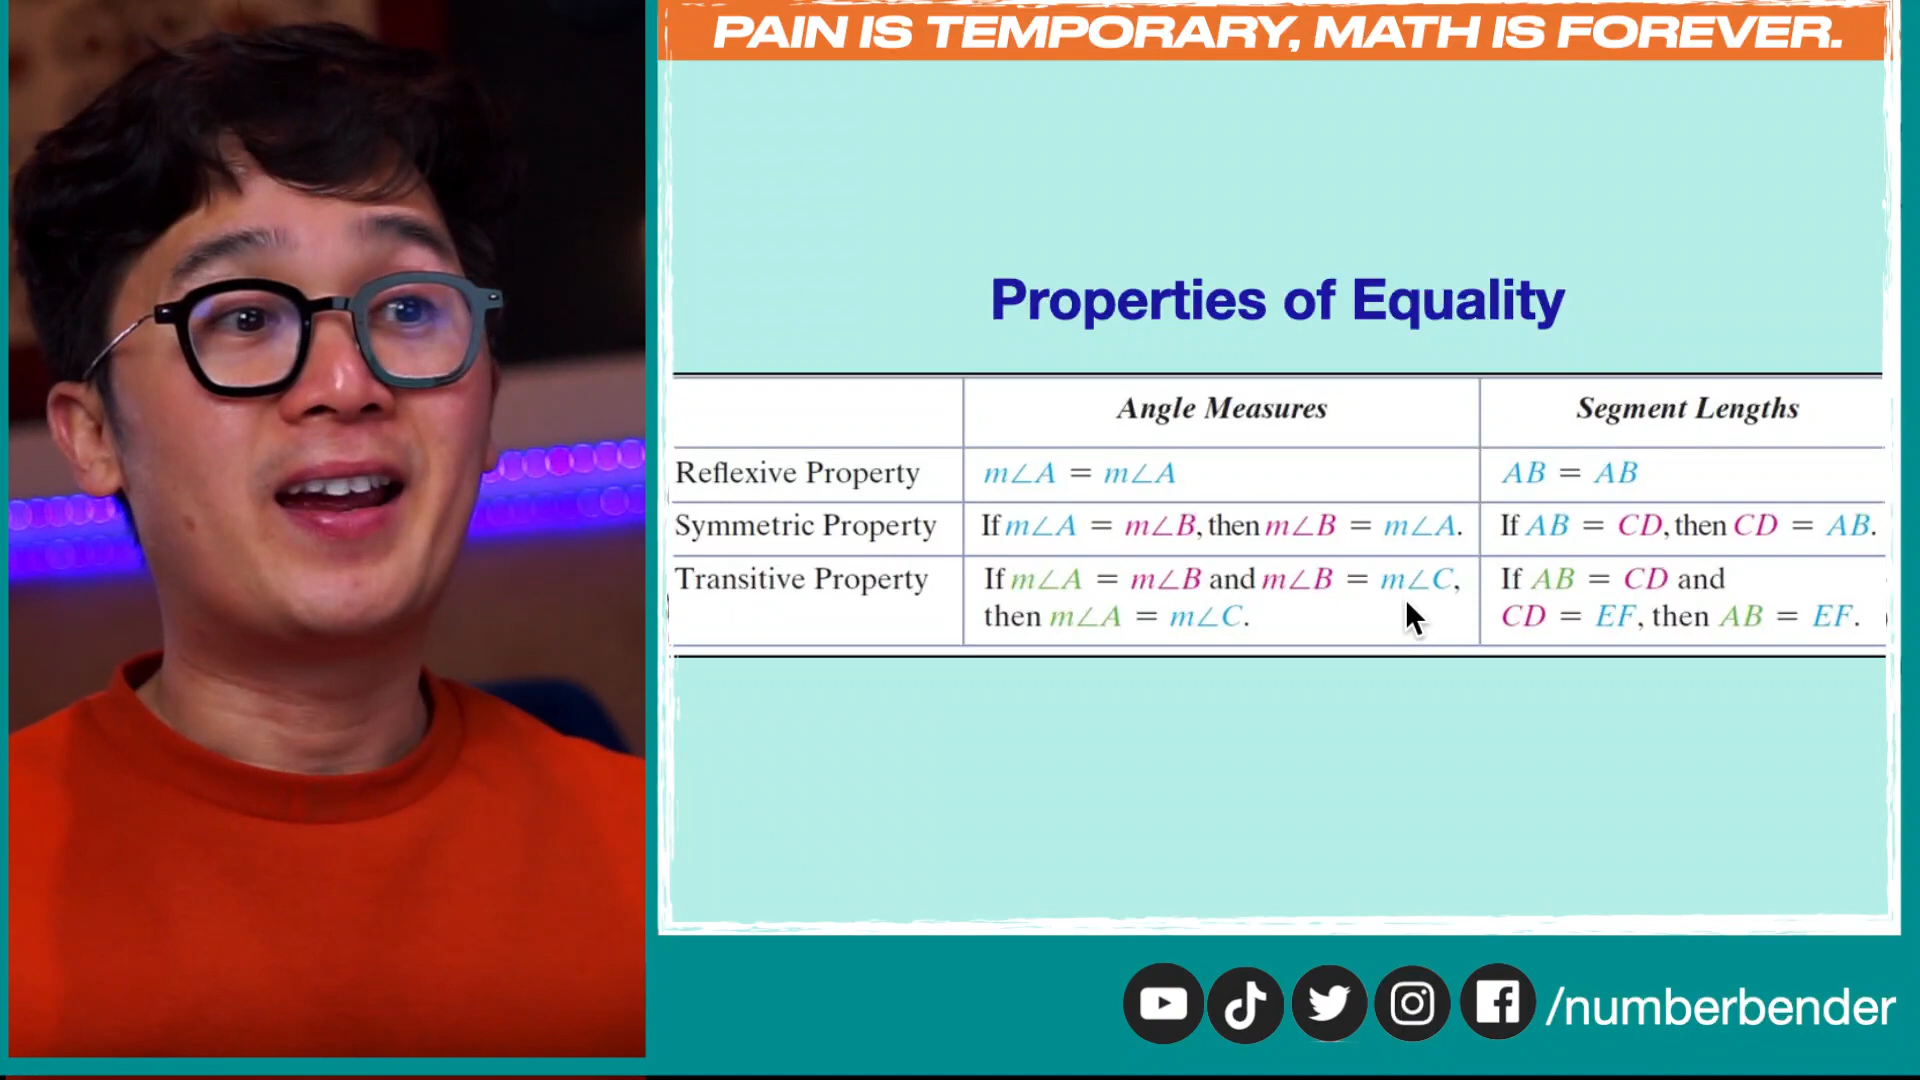 PAIN IS TEMPORARY, MATH IS FOREVER.
Properties of Equality
Angle Measures Segment Lengths
Reflexive Property m∠A = m∠A AB = AB
Symmetric Property If m∠A = m∠B, then m∠B = m∠A. If AB = CD, then CD = AB.
Transitive Property If m∠A = m∠B and m∠B = m∠C, If AB = CD and
then m∠A = m∠C. CD = EF, then AB = EF.
/numberbender